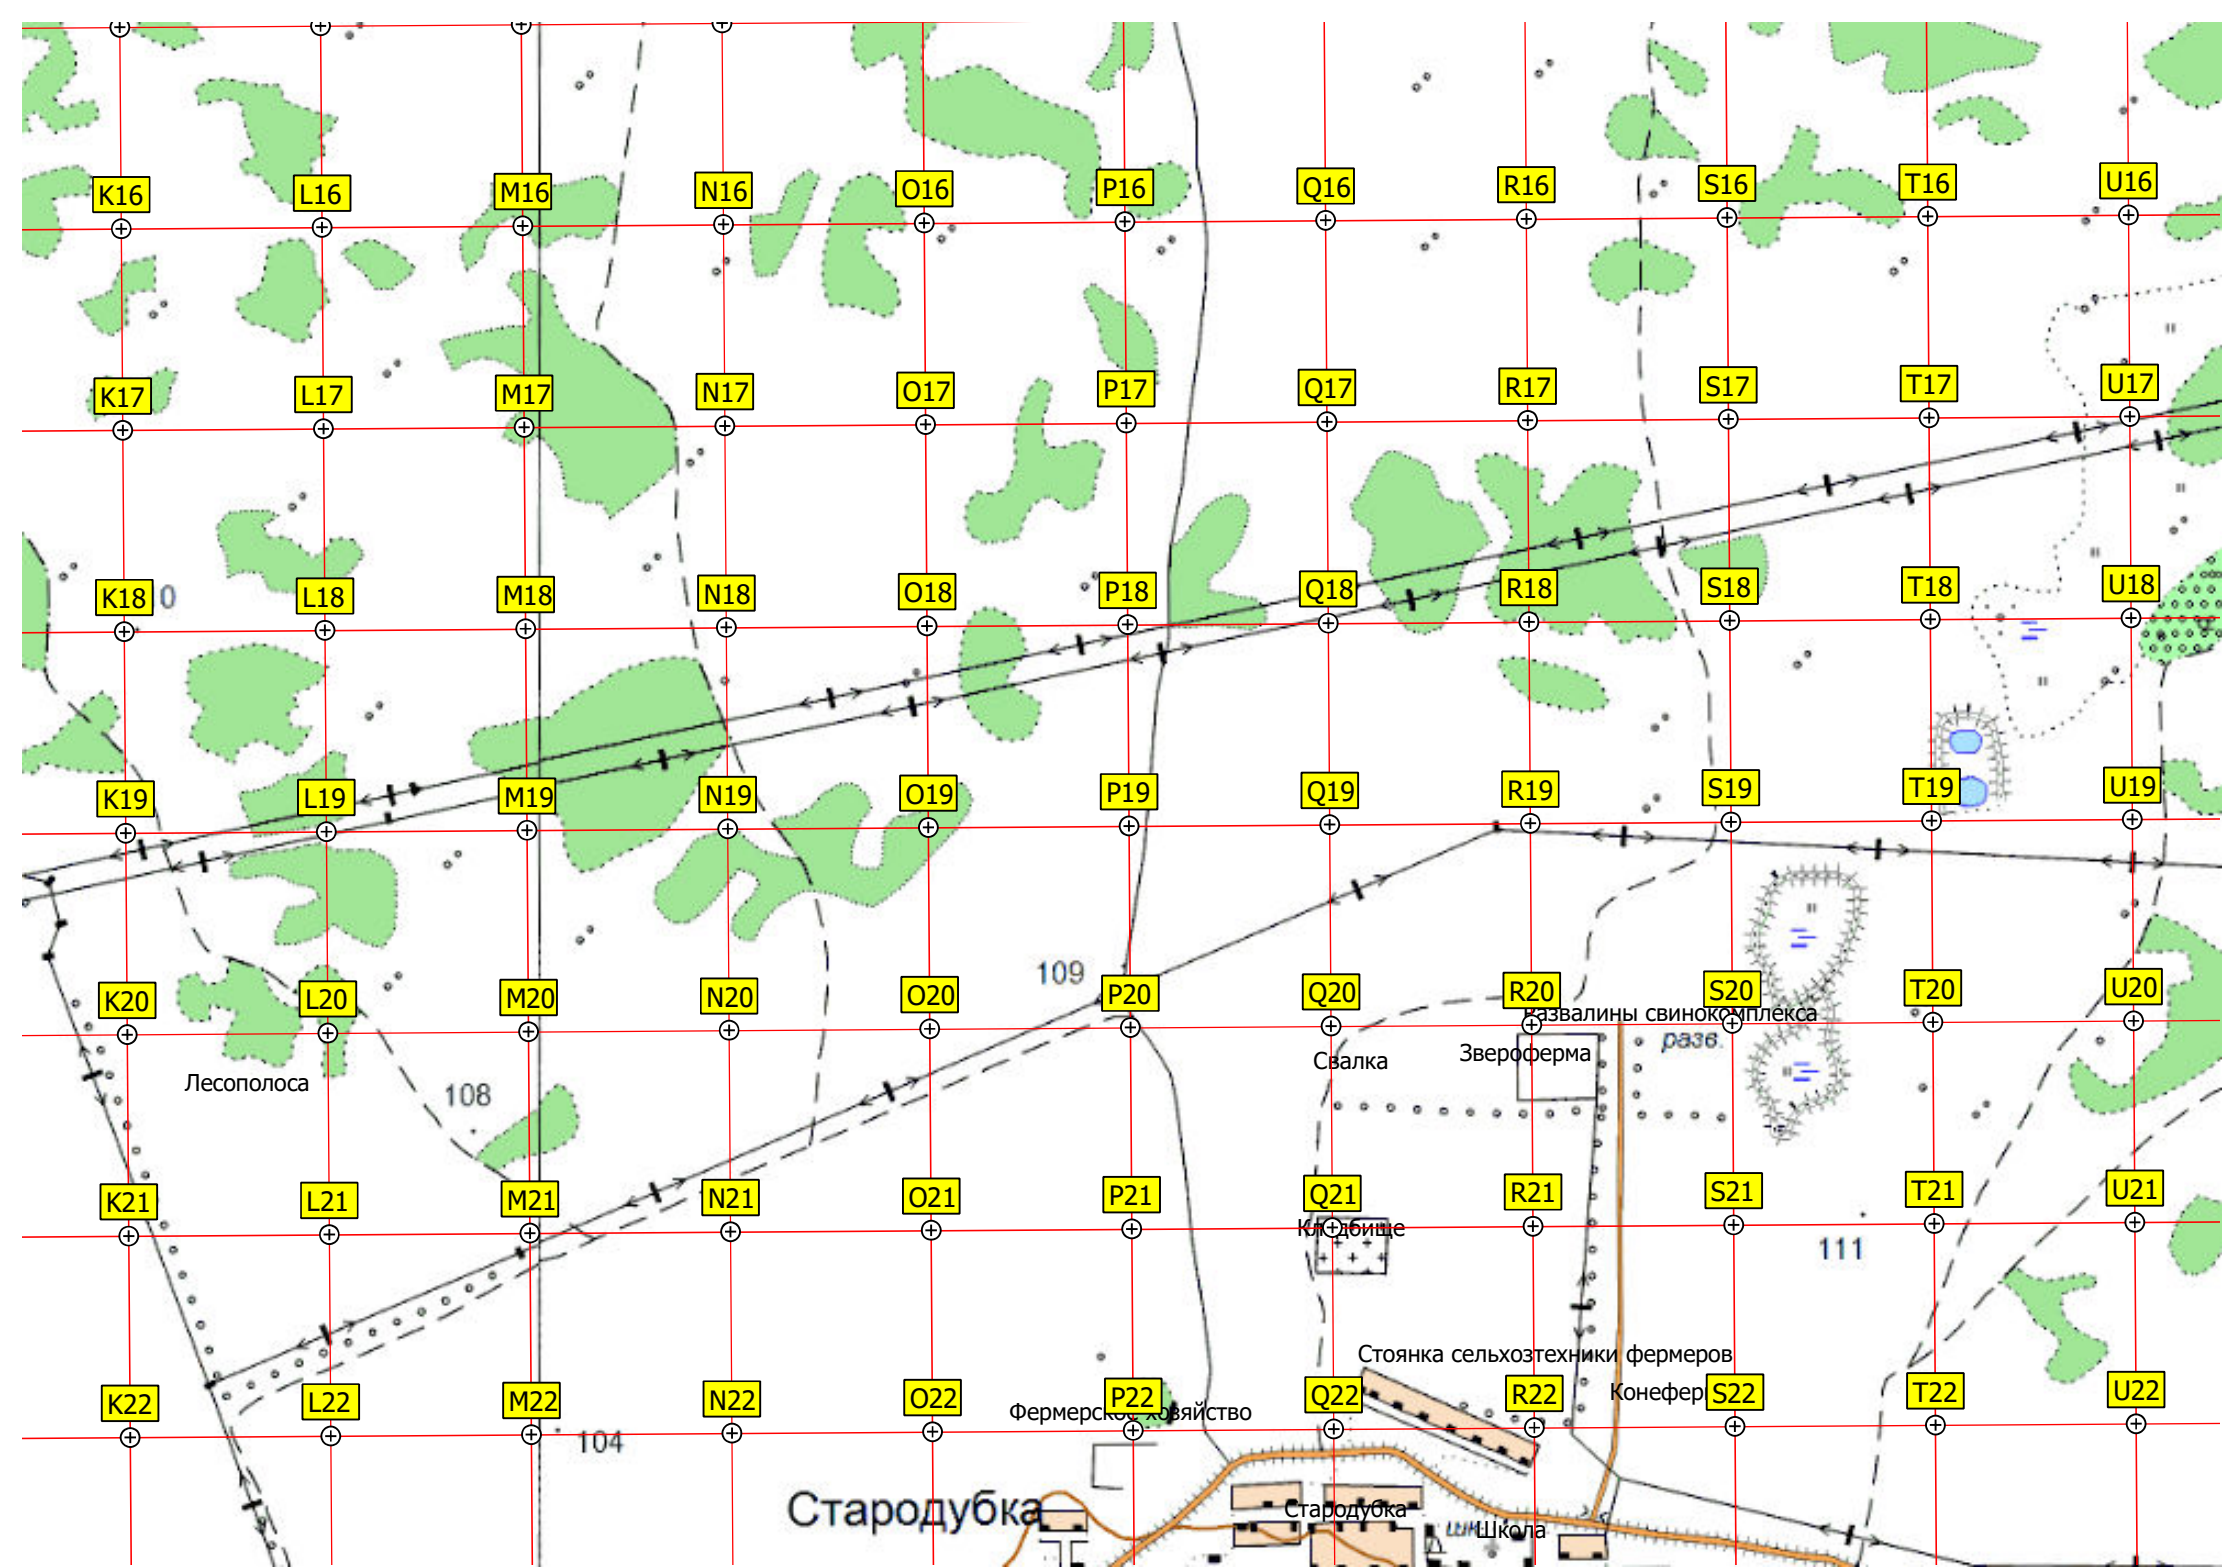 K16 L16 M16 N16 O16 P16 Q16 R16 S16 T16 U16
K17 L17 M17 N17 O17 P17 Q17 R17 S17 T17 U17
K18 0 L18 M18 N18 O18 P18 Q18 R18 S18 T18 U18
K19 L19 M19 N19 O19 P19 Q19 R19 S19 T19 U19
109
K20 L20 M20 N20 O20 P20 Q20 R20 S20 T20 U20
Развалины свинокомплекса
разв.
Свалка Звероферма
Лесополоса
108
K21 L21 M21 N21 O21 P21 Q21 R21 S21 T21 U21
Кладбище
111
Стоянка сельхозтехники фермеров
K22 L22 M22 N22 O22 P22 Q22 R22 S22 T22 U22
Фермерское хозяйство
104
Стародубка
Стародубка
шк. Школа